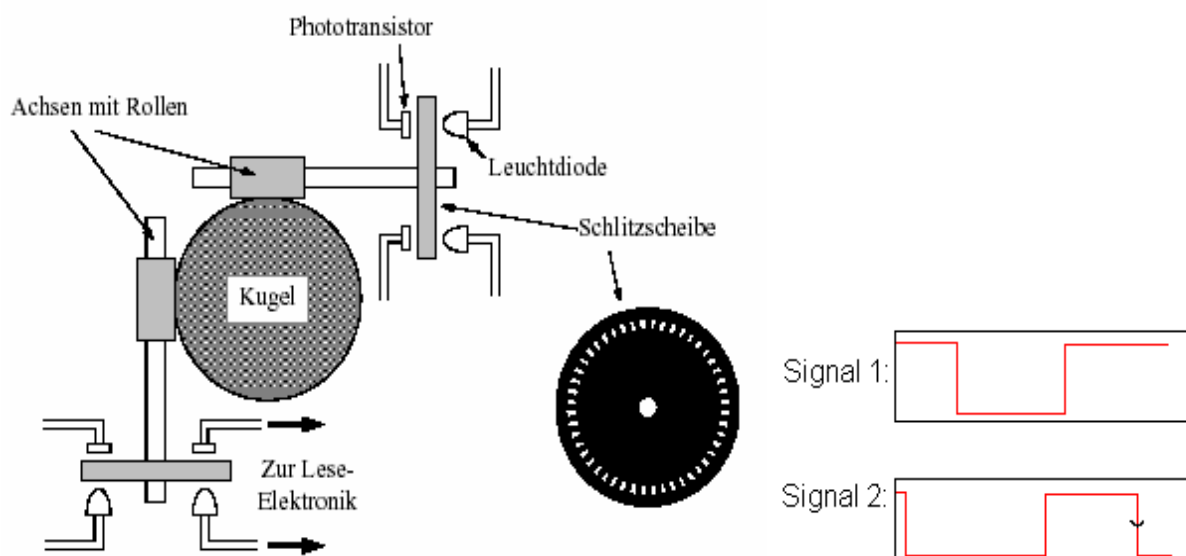 Phototransistor
Achsen mit Rollen
Leuchtdiode
Schlitzscheibe
Kugel
Zur Lese-
Elektronik
Signal 1:
Signal 2: